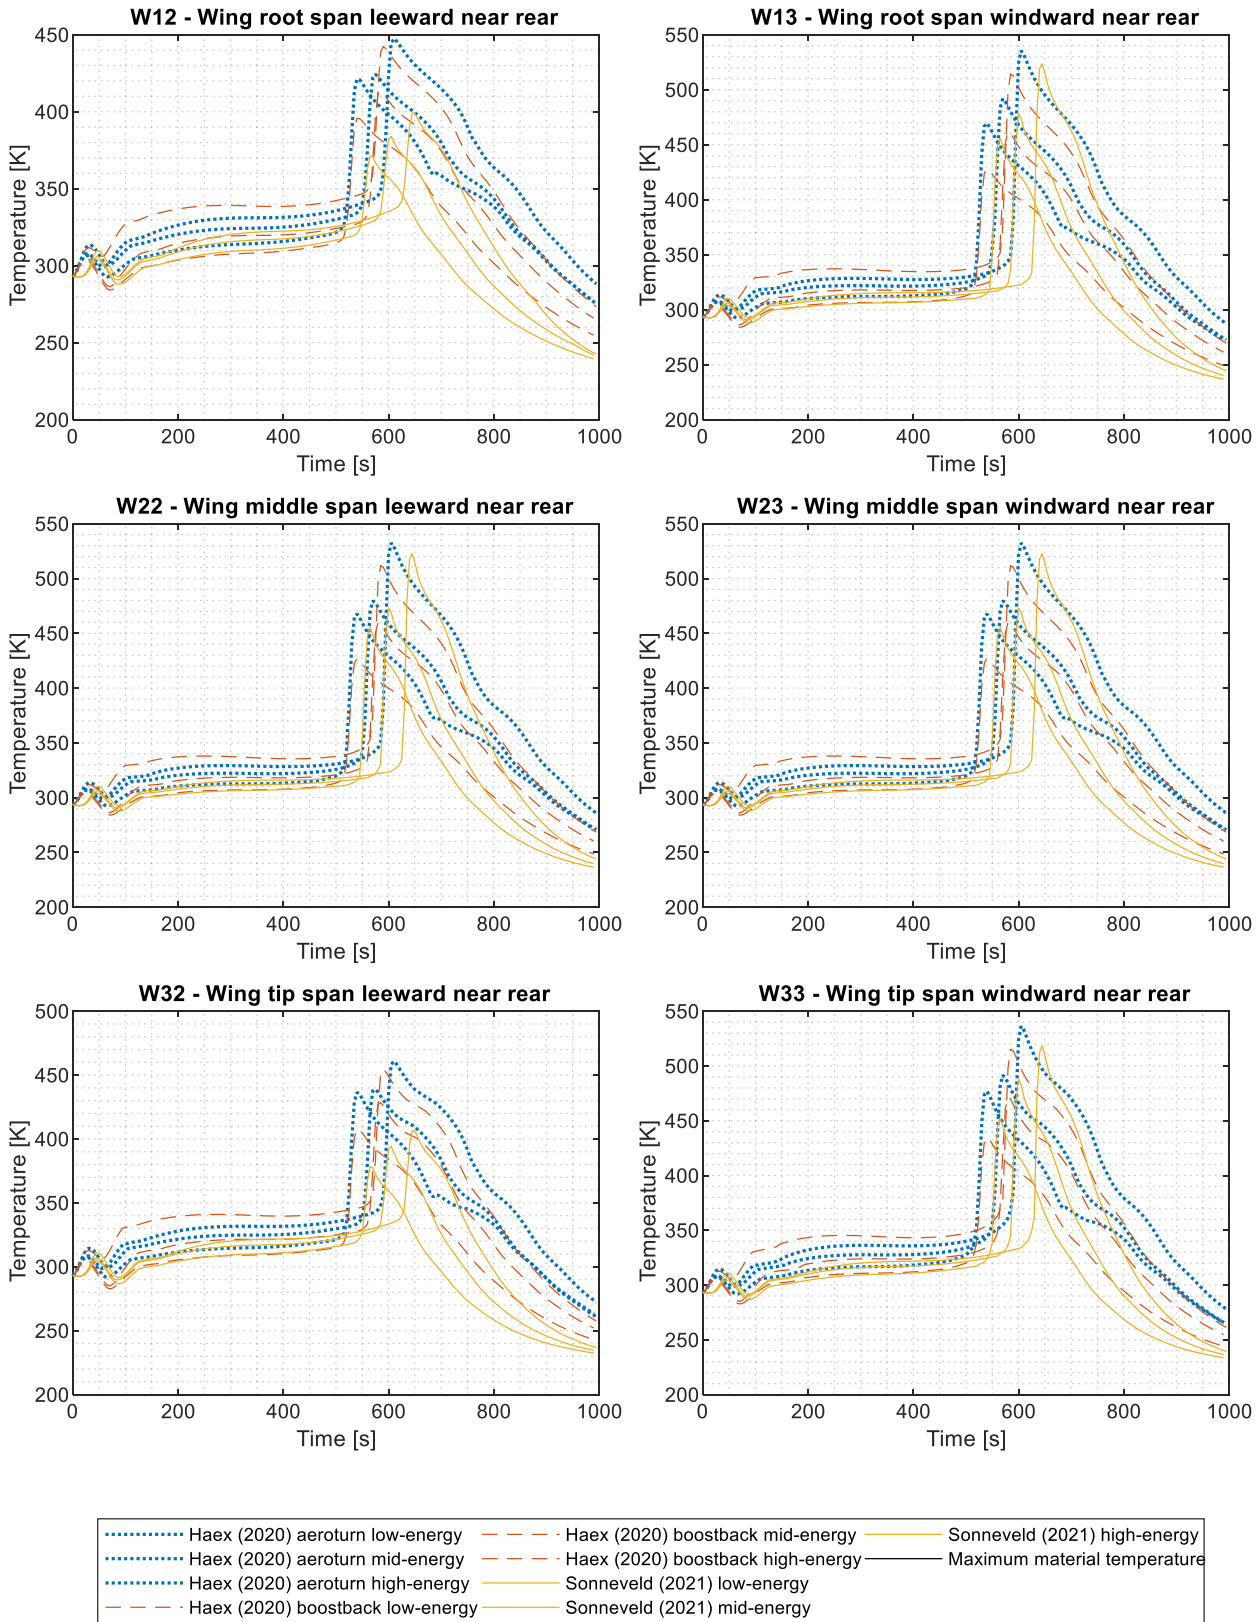 W12 - Wing root span leeward near rear
450
400
350
300
250
200
Temperature [K]
0 200 400 600 800 1000
Time [s]
W13 - Wing root span windward near rear
550
500
450
400
350
300
250
200
Temperature [K]
0 200 400 600 800 1000
Time [s]
W22 - Wing middle span leeward near rear
550
500
450
400
350
300
250
200
Temperature [K]
0 200 400 600 800 1000
Time [s]
W23 - Wing middle span windward near rear
550
500
450
400
350
300
250
200
Temperature [K]
0 200 400 600 800 1000
Time [s]
W32 - Wing tip span leeward near rear
500
450
400
350
300
250
200
Temperature [K]
0 200 400 600 800 1000
Time [s]
W33 - Wing tip span windward near rear
550
500
450
400
350
300
250
200
Temperature [K]
0 200 400 600 800 1000
Time [s]
Haex (2020) aeroturn low-energy
Haex (2020) aeroturn mid-energy
Haex (2020) aeroturn high-energy
Haex (2020) boostback low-energy
Haex (2020) boostback mid-energy
Haex (2020) boostback high-energy
Sonneveld (2021) low-energy
Sonneveld (2021) mid-energy
Sonneveld (2021) high-energy
Maximum material temperature